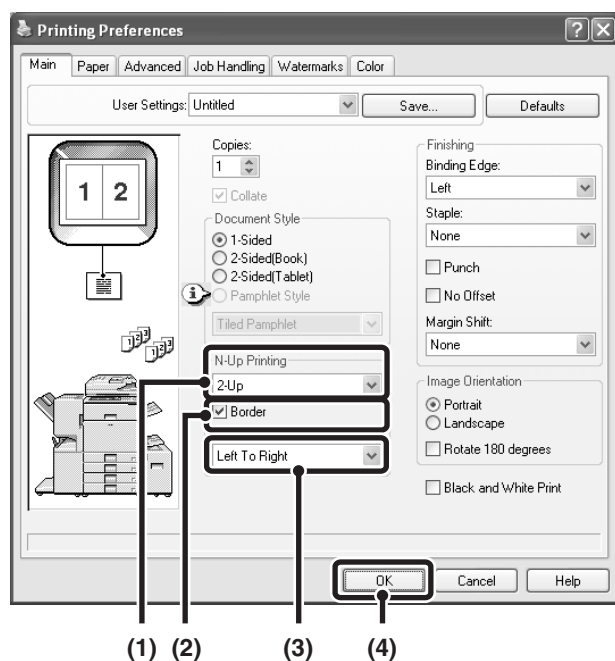 Printing Preferences
Main Paper Advanced Job Handling Watermarks Color
User Settings: Untitled Save... Defaults
1 2
123
123
Copies:
1
Collate
Document Style
1-Sided
2-Sided(Book)
2-Sided(Tablet)
i Pamphlet Style
Tiled Pamphlet
N-Up Printing
2-Up
Border
Left To Right
Finishing
Binding Edge:
Left
Staple:
None
Punch
No Offset
Margin Shift:
None
Image Orientation
Portrait
Landscape
Rotate 180 degrees
Black and White Print
OK Cancel Help
(1) (2) (3) (4)